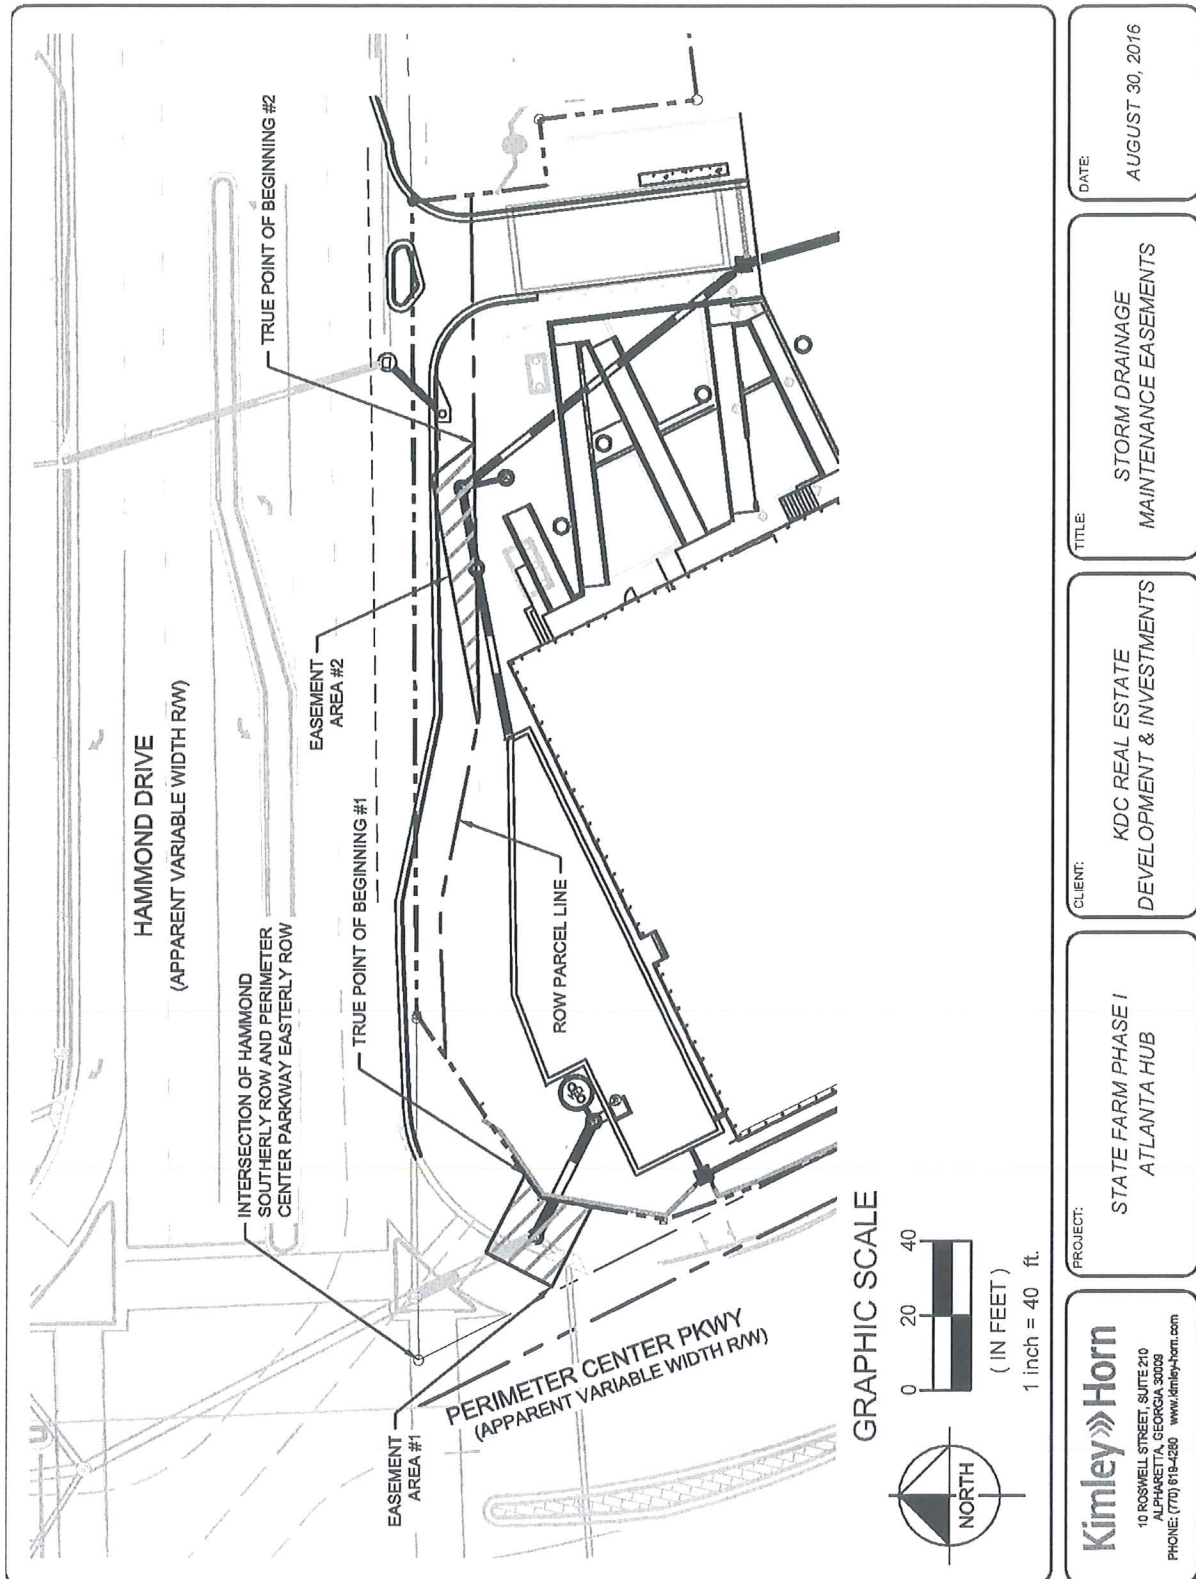 HAMMOND DRIVE
(APPARENT VARIABLE WIDTH R/W)
INTERSECTION OF HAMMOND
SOUTHERLY ROW AND PERIMETER
CENTER PARKWAY EASTERLY ROW
TRUE POINT OF BEGINNING #1
EASEMENT
AREA #2
TRUE POINT OF BEGINNING #2
ROW PARCEL LINE
EASEMENT
AREA #1
PERIMETER CENTER PKWY
(APPARENT VARIABLE WIDTH R/W)
NORTH
GRAPHIC SCALE
0 20 40
( IN FEET )
1 inch = 40 ft.
Kimley»Horn
10 ROSWELL STREET, SUITE 210
ALPHARETTA, GEORGIA 30009
PHONE: (770) 619-4280 www.kimley-horn.com
PROJECT:
STATE FARM PHASE I
ATLANTA HUB
CLIENT:
KDC REAL ESTATE
DEVELOPMENT & INVESTMENTS
TITLE:
STORM DRAINAGE
MAINTENANCE EASEMENTS
DATE:
AUGUST 30, 2016